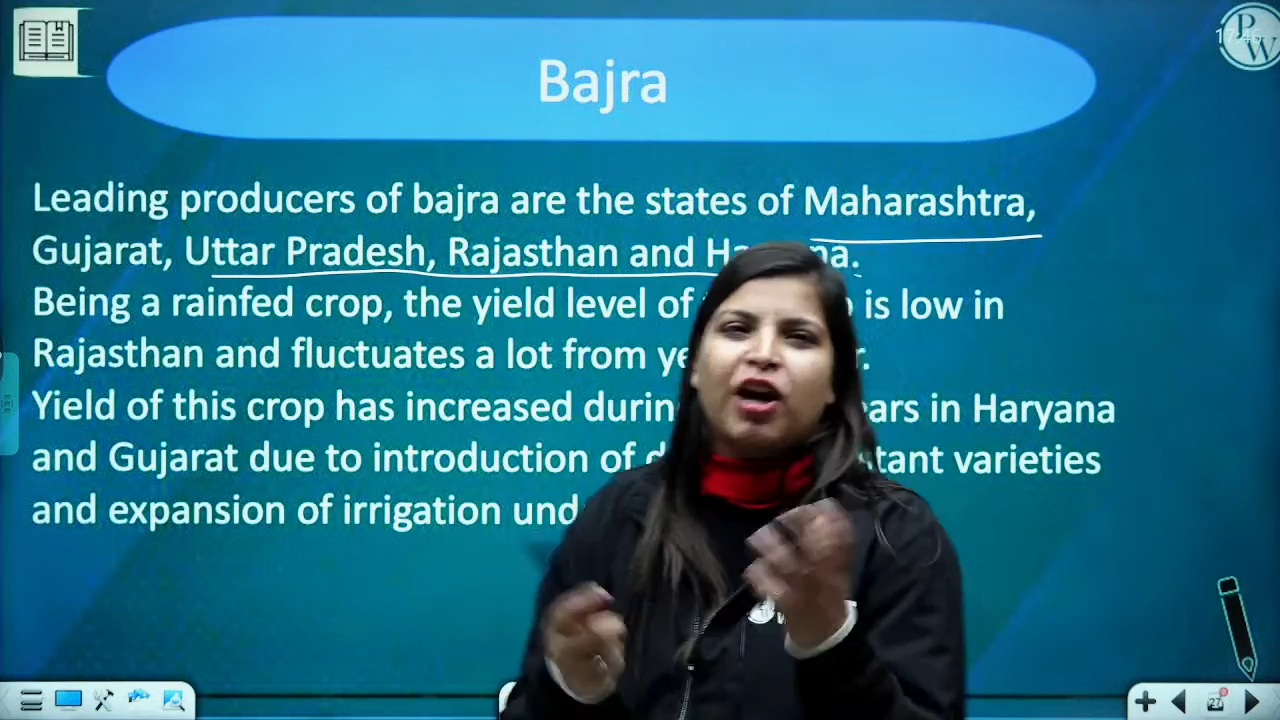 Bajra
PW
Leading producers of bajra are the states of Maharashtra,
Gujarat, Uttar Pradesh, Rajasthan and
Being a rainfed crop, the yield level of is low in
Rajasthan and fluctuates a lot from
Yield of this crop has increased in Haryana
and Gujarat due to introduction of varieties
and expansion of irrigation
27